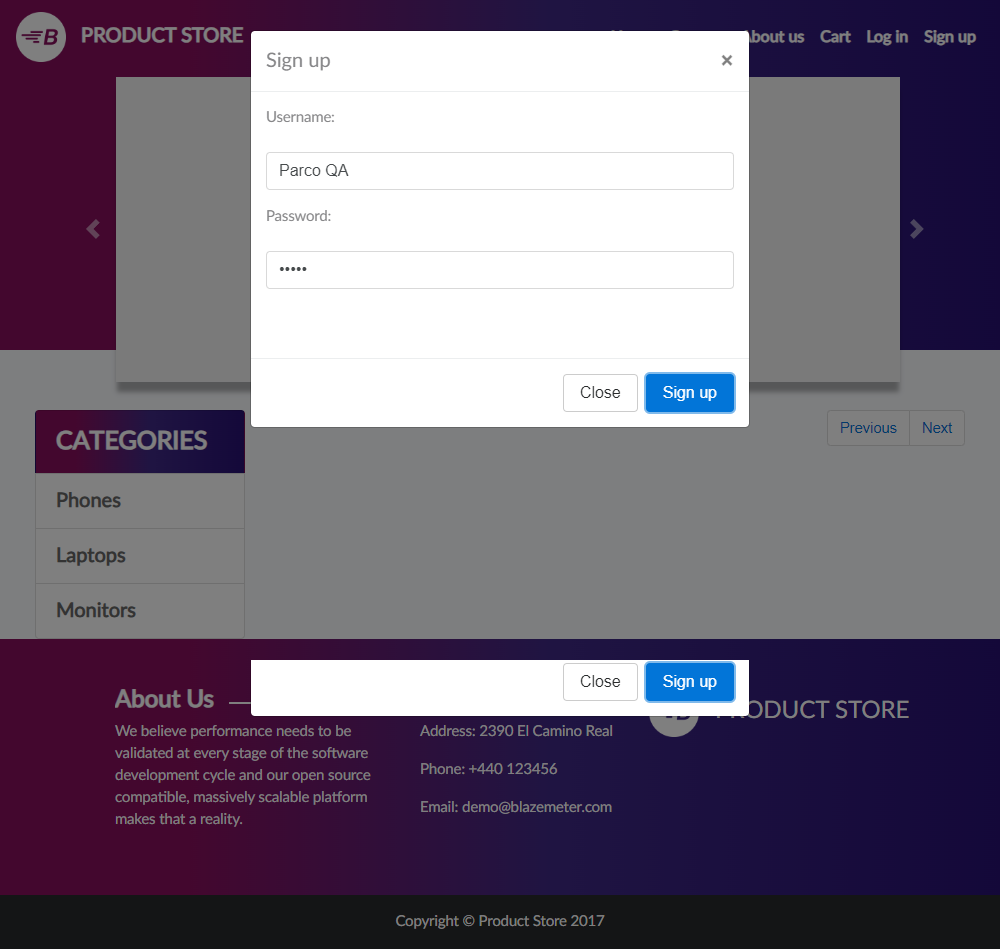 B PRODUCT STORE
About us Cart Log in Sign up
Sign up ×
Username:
Parco QA
Password:
•••••
Close Sign up
CATEGORIES
Phones
Laptops
Monitors
Previous Next
Close Sign up
About Us
We believe performance needs to be
validated at every stage of the software
development cycle and our open source
compatible, massively scalable platform
makes that a reality.
Address: 2390 El Camino Real
Phone: +440 123456
Email: demo@blazemeter.com
PRODUCT STORE
Copyright © Product Store 2017